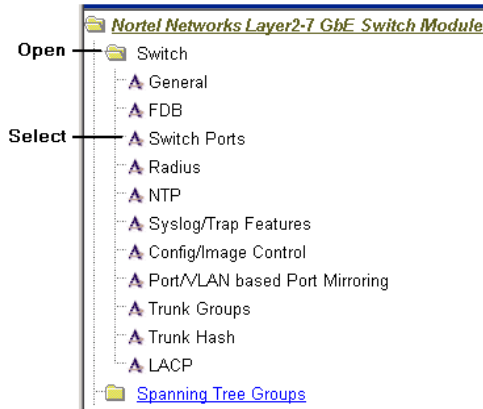 Nortel Networks Layer2-7 GbE Switch Module
Open Switch
General
FDB
Select Switch Ports
Radius
NTP
Syslog/Trap Features
Config/Image Control
Port/VLAN based Port Mirroring
Trunk Groups
Trunk Hash
LACP
Spanning Tree Groups